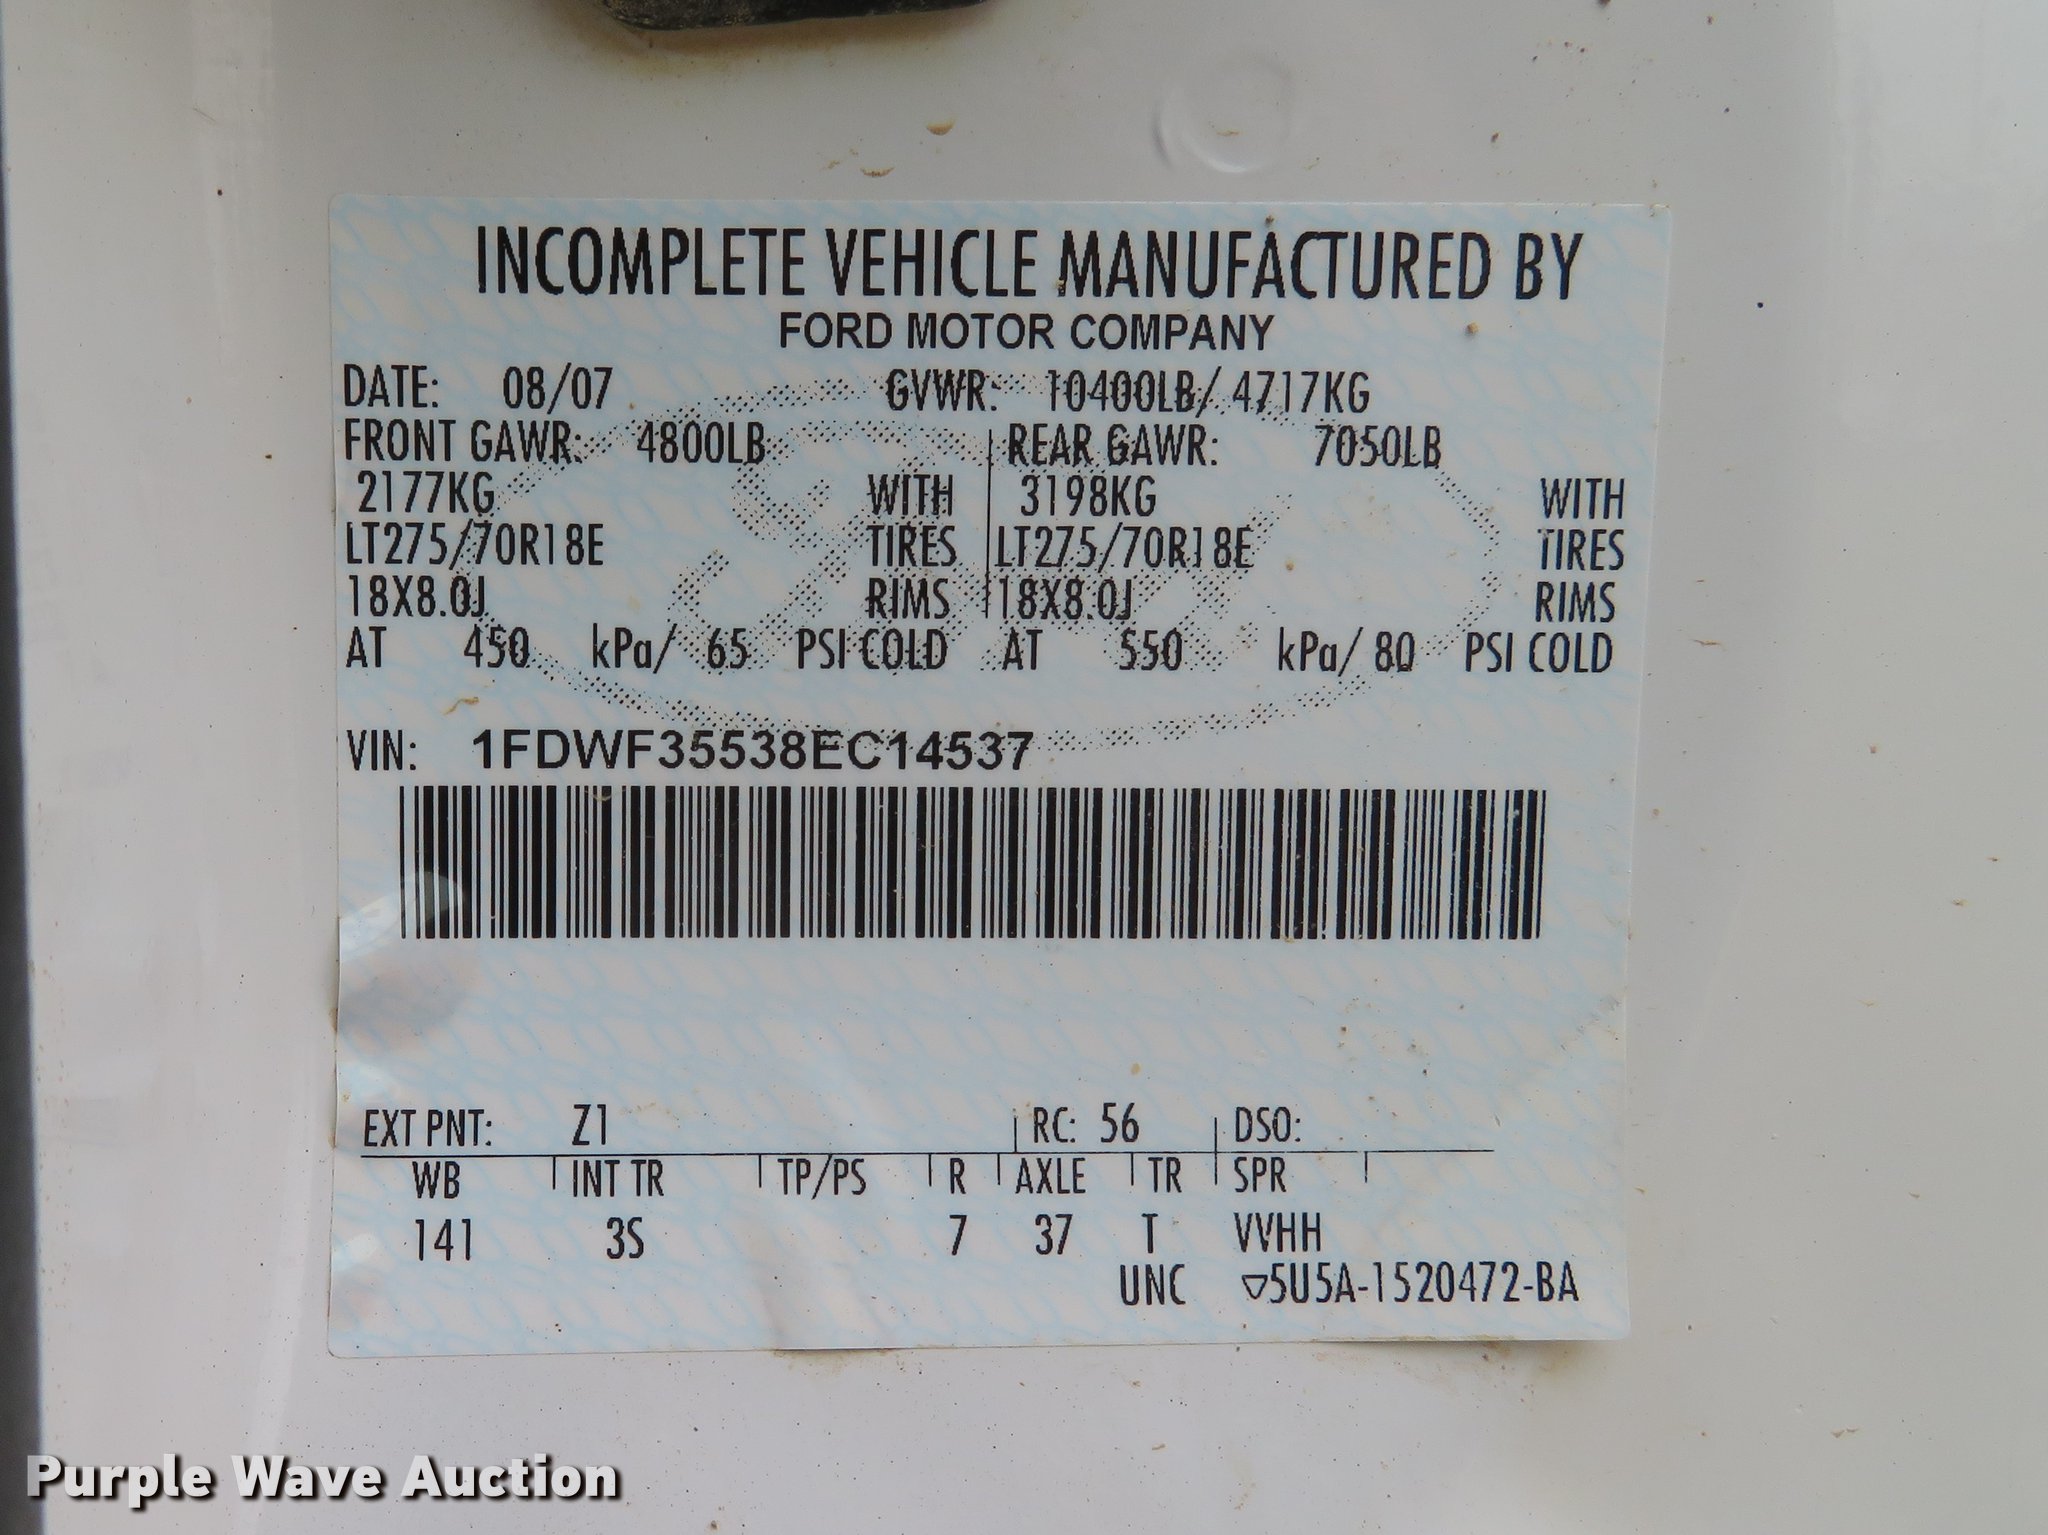 INCOMPLETE VEHICLE MANUFACTURED BY
FORD MOTOR COMPANY
DATE: 08/07 GVWR: 10400LB/ 4717KG
FRONT GAWR: 4800LB REAR GAWR: 7050LB
2177KG WITH 3198KG WITH
LT275/70R18E TIRES LT275/70R18E TIRES
18X8.0J RIMS 18X8.0J RIMS
AT 450 kPa/ 65 PSI COLD AT 550 kPa/ 80 PSI COLD
VIN: 1FDWF35538EC14537
EXT PNT: Z1 RC: 56 DSO:
WB INT TR TP/PS R AXLE TR SPR
141 3S 7 37 T VVHH
UNC ▽5U5A-1520472-BA
Purple Wave Auction